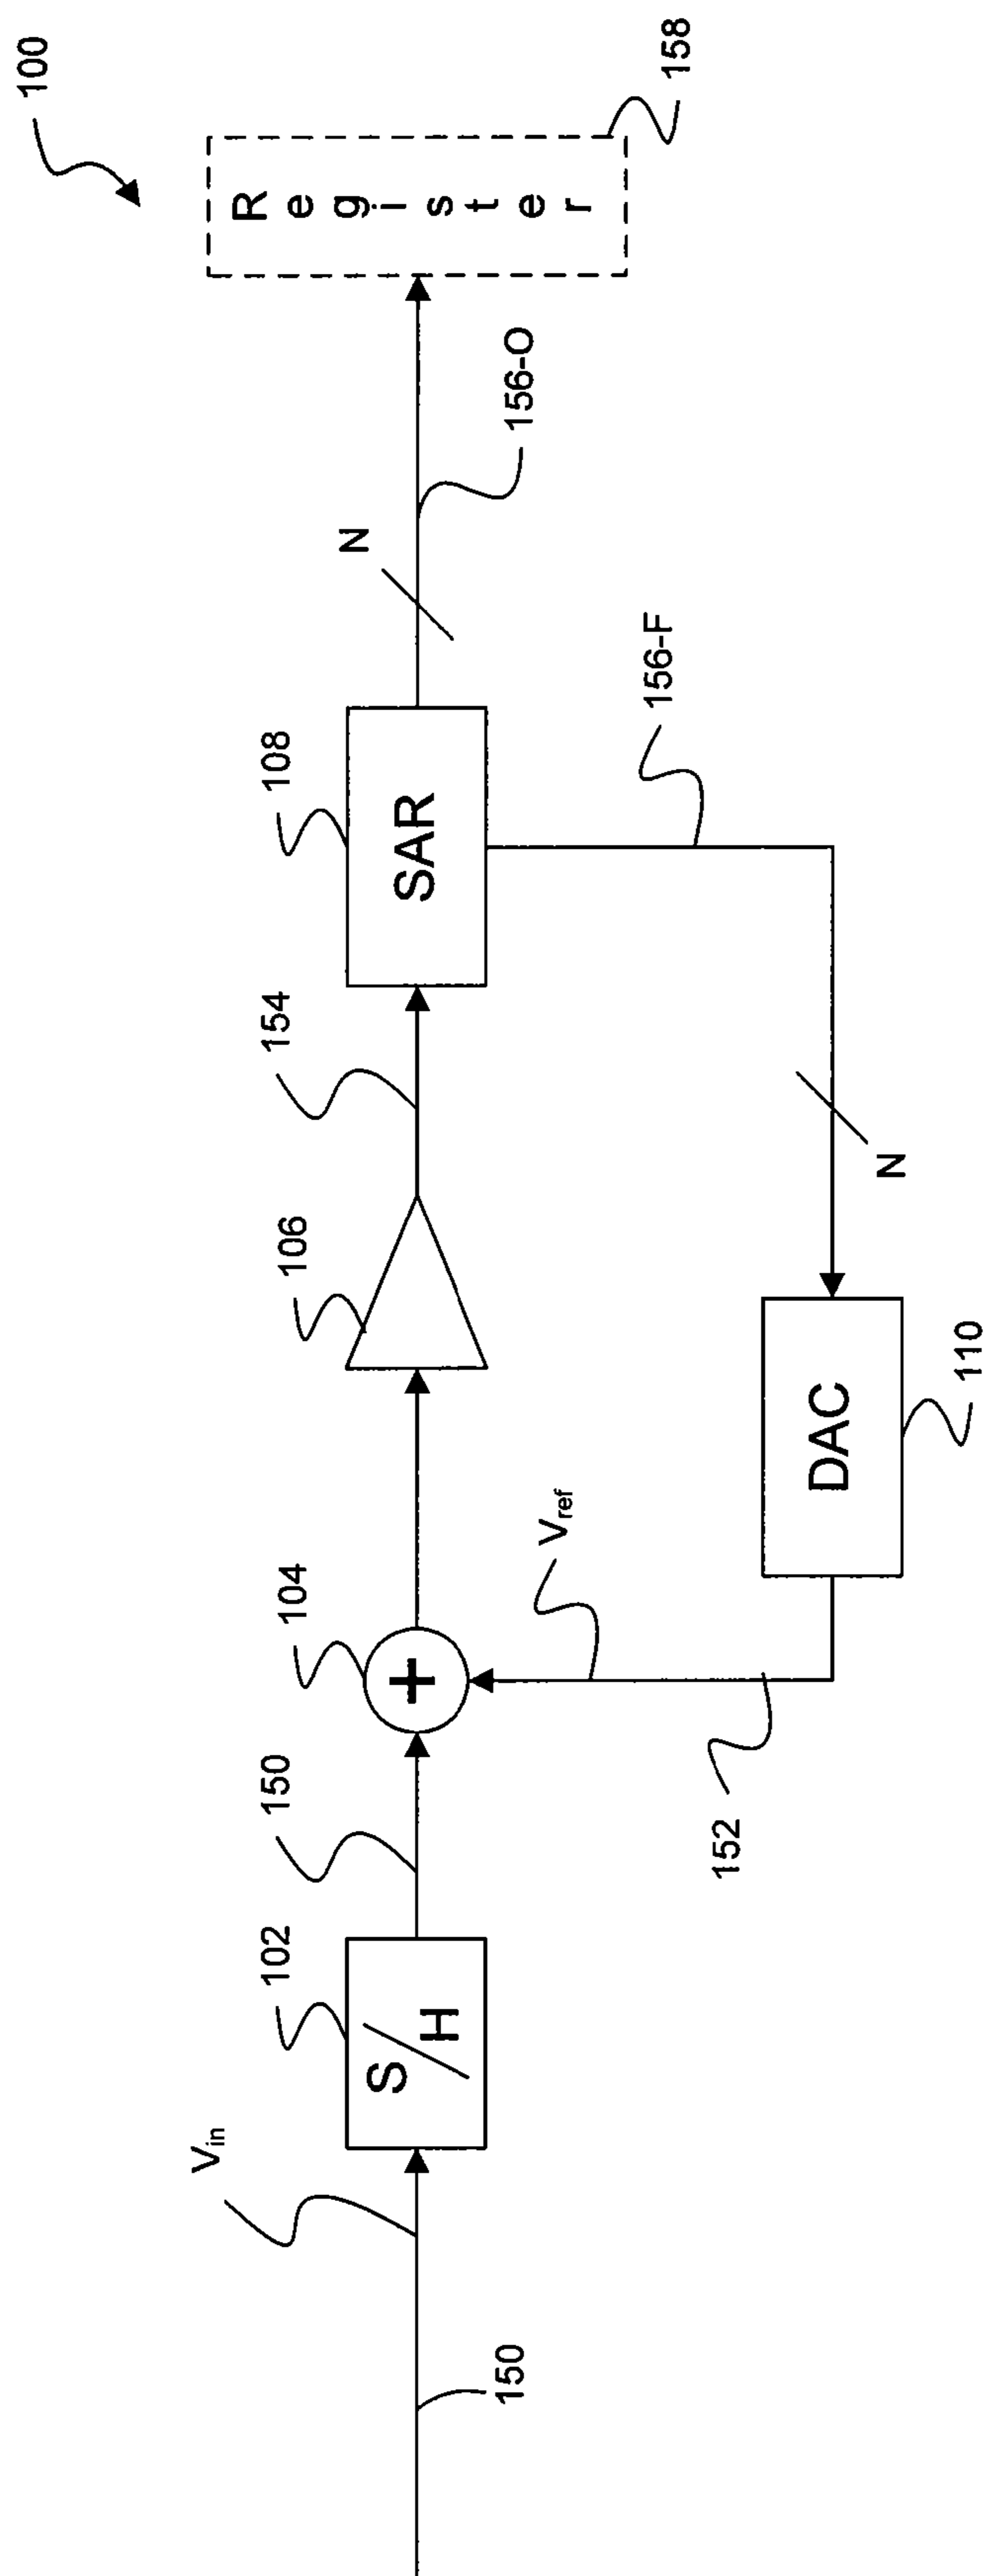 100
Register
158
N
156-O
108
SAR
156-F
154
106
N
104
+
Vref
DAC
110
150
152
102
S/H
Vin
150